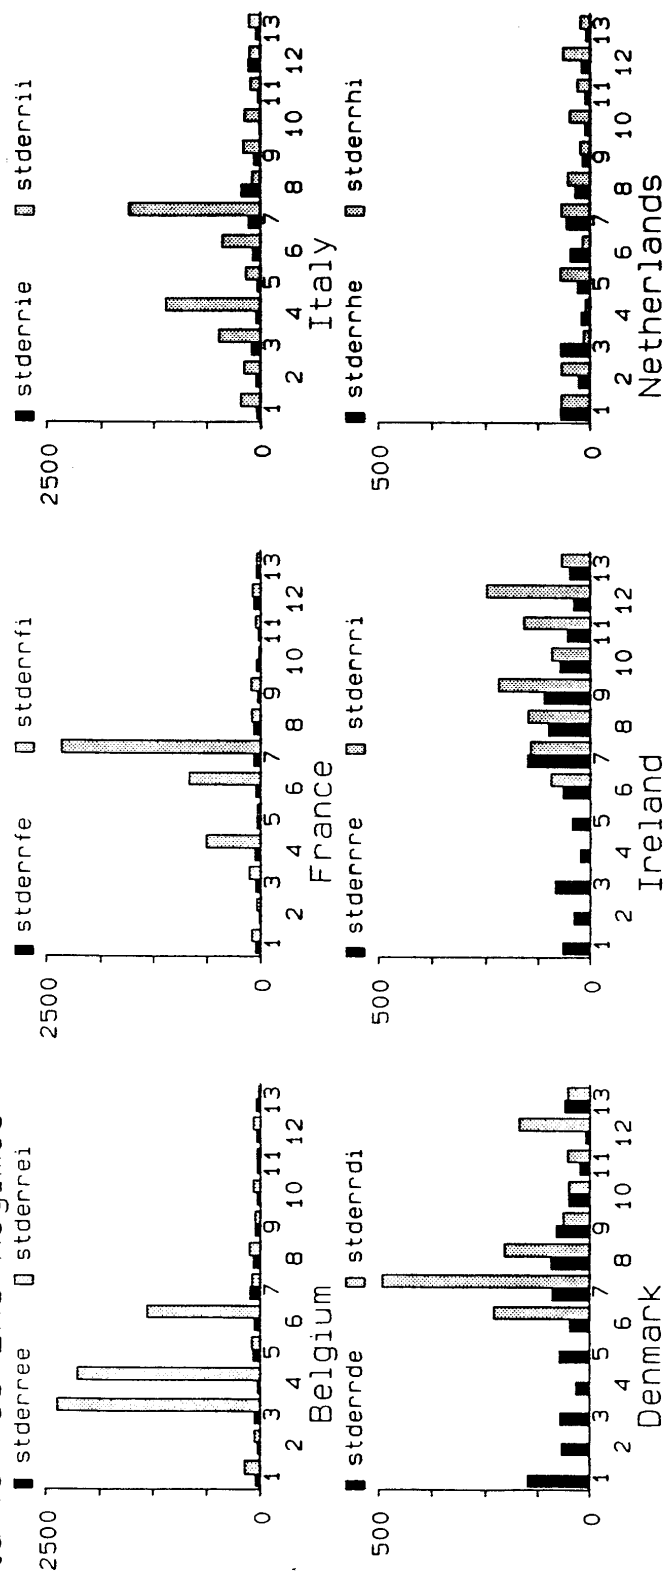 stderree stderrei
2500
0
1 2 3 4 5 6 7 8 9 10 11 12 13
Belgium
stderrfe stderrfi
2500
0
1 2 3 4 5 6 7 8 9 10 11 12 13
France
stderrie stderrii
2500
0
1 2 3 4 5 6 7 8 9 10 11 12 13
Italy
stderrde stderrdi
500
0
1 2 3 4 5 6 7 8 9 10 11 12 13
Denmark
stderrre stderrri
500
0
1 2 3 4 5 6 7 8 9 10 11 12 13
Ireland
stderrhe stderrhi
500
0
1 2 3 4 5 6 7 8 9 10 11 12 13
Netherlands